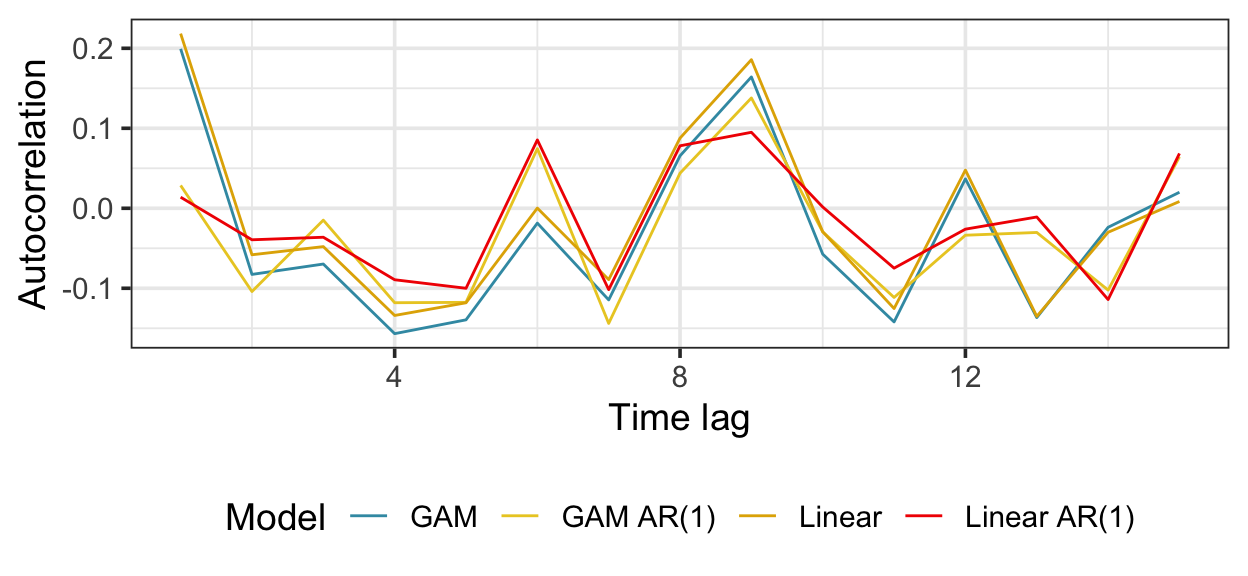 Autocorrelation
0.2
0.1
0.0
-0.1
4 8 12
Time lag
Model GAM GAM AR(1) Linear Linear AR(1)